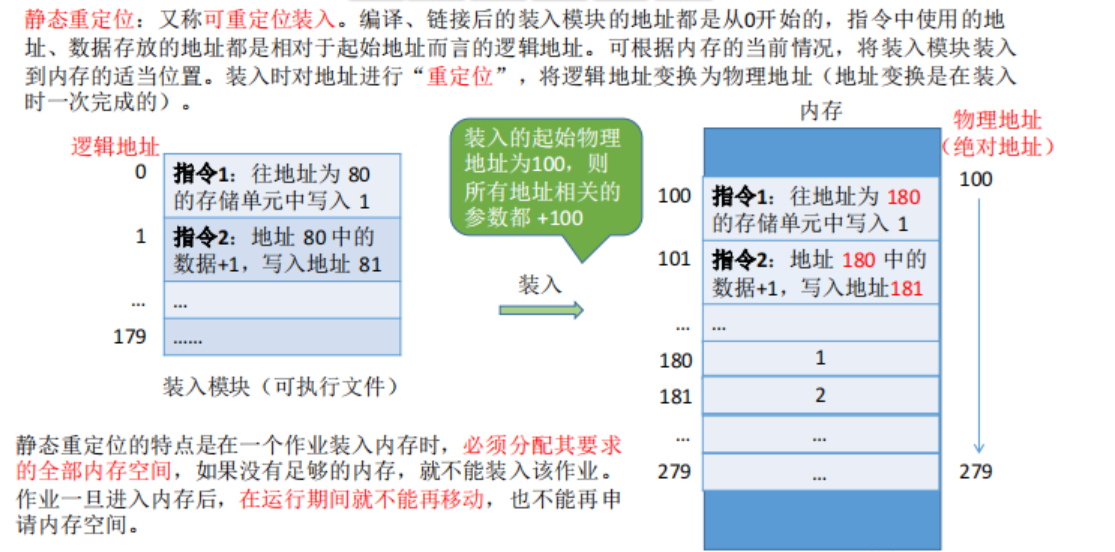 静态重定位：又称可重定位装入。编译、链接后的装入模块的地址都是从0开始的，指令中使用的地
址、数据存放的地址都是相对于起始地址而言的逻辑地址。可根据内存的当前情况，将装入模块装入
到内存的适当位置。装入时对地址进行“重定位”，将逻辑地址变换为物理地址（地址变换是在装入
时一次完成的）。
逻辑地址
0
指令1：往地址为 80
的存储单元中写入 1
1
指令2：地址 80 中的
数据+1，写入地址 81
...
...
179
......
装入模块（可执行文件）
装入的起始物理
地址为100，则
所有地址相关的
参数都 +100
装入
内存
物理地址
（绝对地址）
100
指令1：往地址为 180
的存储单元中写入 1
101
指令2：地址 180 中的
数据+1，写入地址181
...
...
180
1
181
2
...
...
279
...
100
279
静态重定位的特点是在一个作业装入内存时，必须分配其要求
的全部内存空间，如果没有足够的内存，就不能装入该作业。
作业一旦进入内存后，在运行期间就不能再移动，也不能再申
请内存空间。